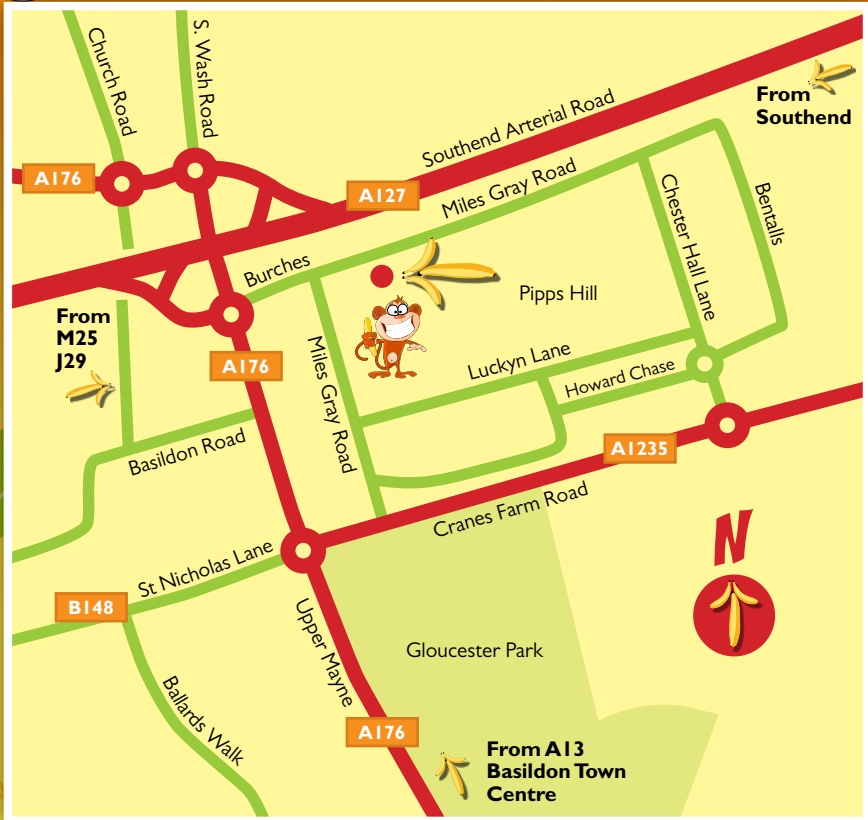 Church Road
S. Wash Road
From
Southend
Southend Arterial Road
A176
A127
Miles Gray Road
Chester Hall Lane
Bentalls
Burches
Pipps Hill
From
M25
J29
A176
Miles Gray Road
Luckyn Lane
Howard Chase
Basildon Road
A1235
Cranes Farm Road
N
St Nicholas Lane
B148
Upper Mayne
Gloucester Park
Ballards Walk
A176
From A13
Basildon Town
Centre